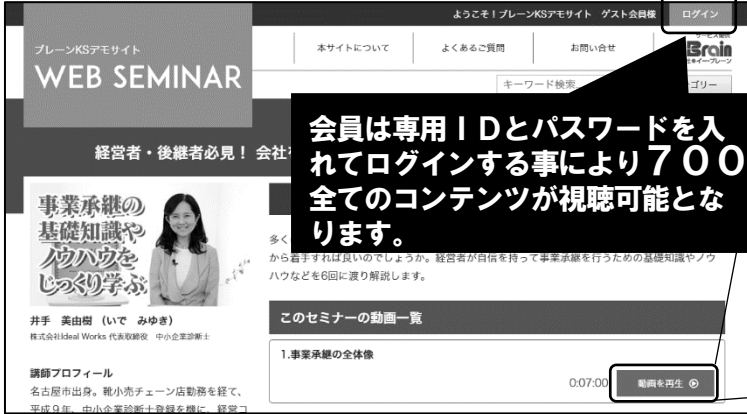 ようこそ！ブレーンKSデモサイト　ゲスト会員様
ログイン
ブレーンKSデモサイト
WEB SEMINAR
本サイトについて
よくあるご質問
お問い合せ
Brain
キーワード検索
ゴリー
経営者・後継者必見！ 会社
会員は専用ＩＤとパスワードを入
れてログインする事により７００
全てのコンテンツが視聴可能とな
ります。
事業承継の
基礎知識や
ノウハウを
じっくり学ぶ
多く
から着手すれば良いのでしょうか。経営者が自信を持って事業承継を行うための基礎知識やノウ
ハウなどを6回に渡り解説します。
井手　美由樹（いで　みゆき）
株式会社Ideal Works 代表取締役　中小企業診断士
このセミナーの動画一覧
1.事業承継の全体像
0:07:00
動画を再生
講師プロフィール
名古屋市出身。靴小売チェーン店勤務を経て、
平成９年、中小企業診断士登録を機に、経営コ